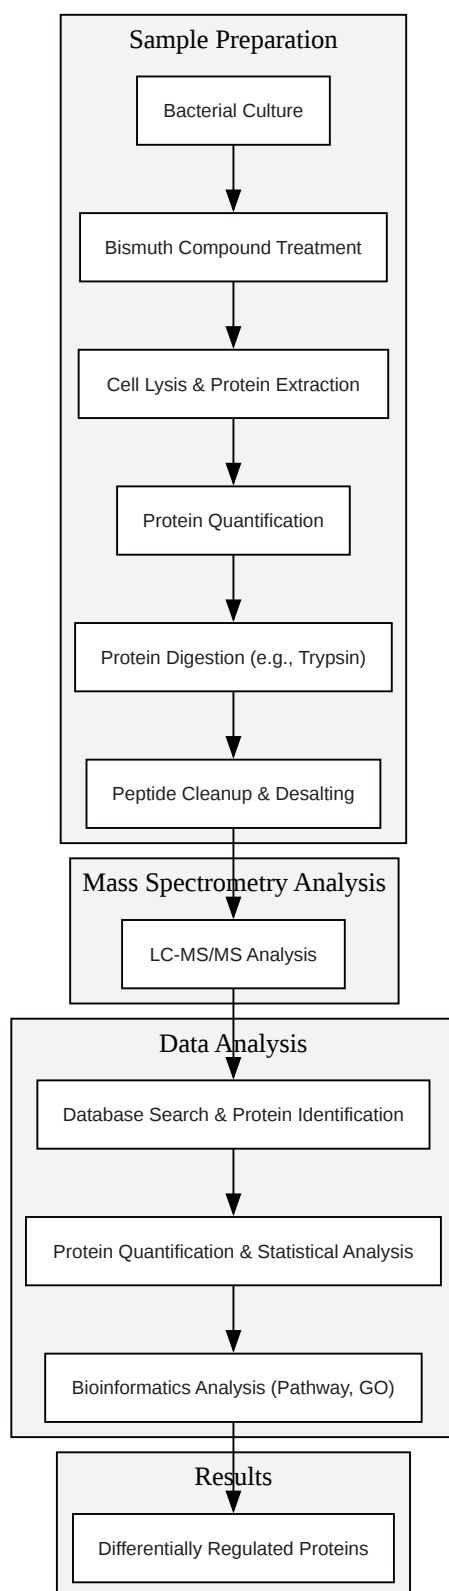 Sample Preparation
Bacterial Culture
Bismuth Compound Treatment
Cell Lysis & Protein Extraction
Protein Quantification
Protein Digestion (e.g., Trypsin)
Peptide Cleanup & Desalting
Mass Spectrometry Analysis
LC-MS/MS Analysis
Data Analysis
Database Search & Protein Identification
Protein Quantification & Statistical Analysis
Bioinformatics Analysis (Pathway, GO)
Results
Differentially Regulated Proteins